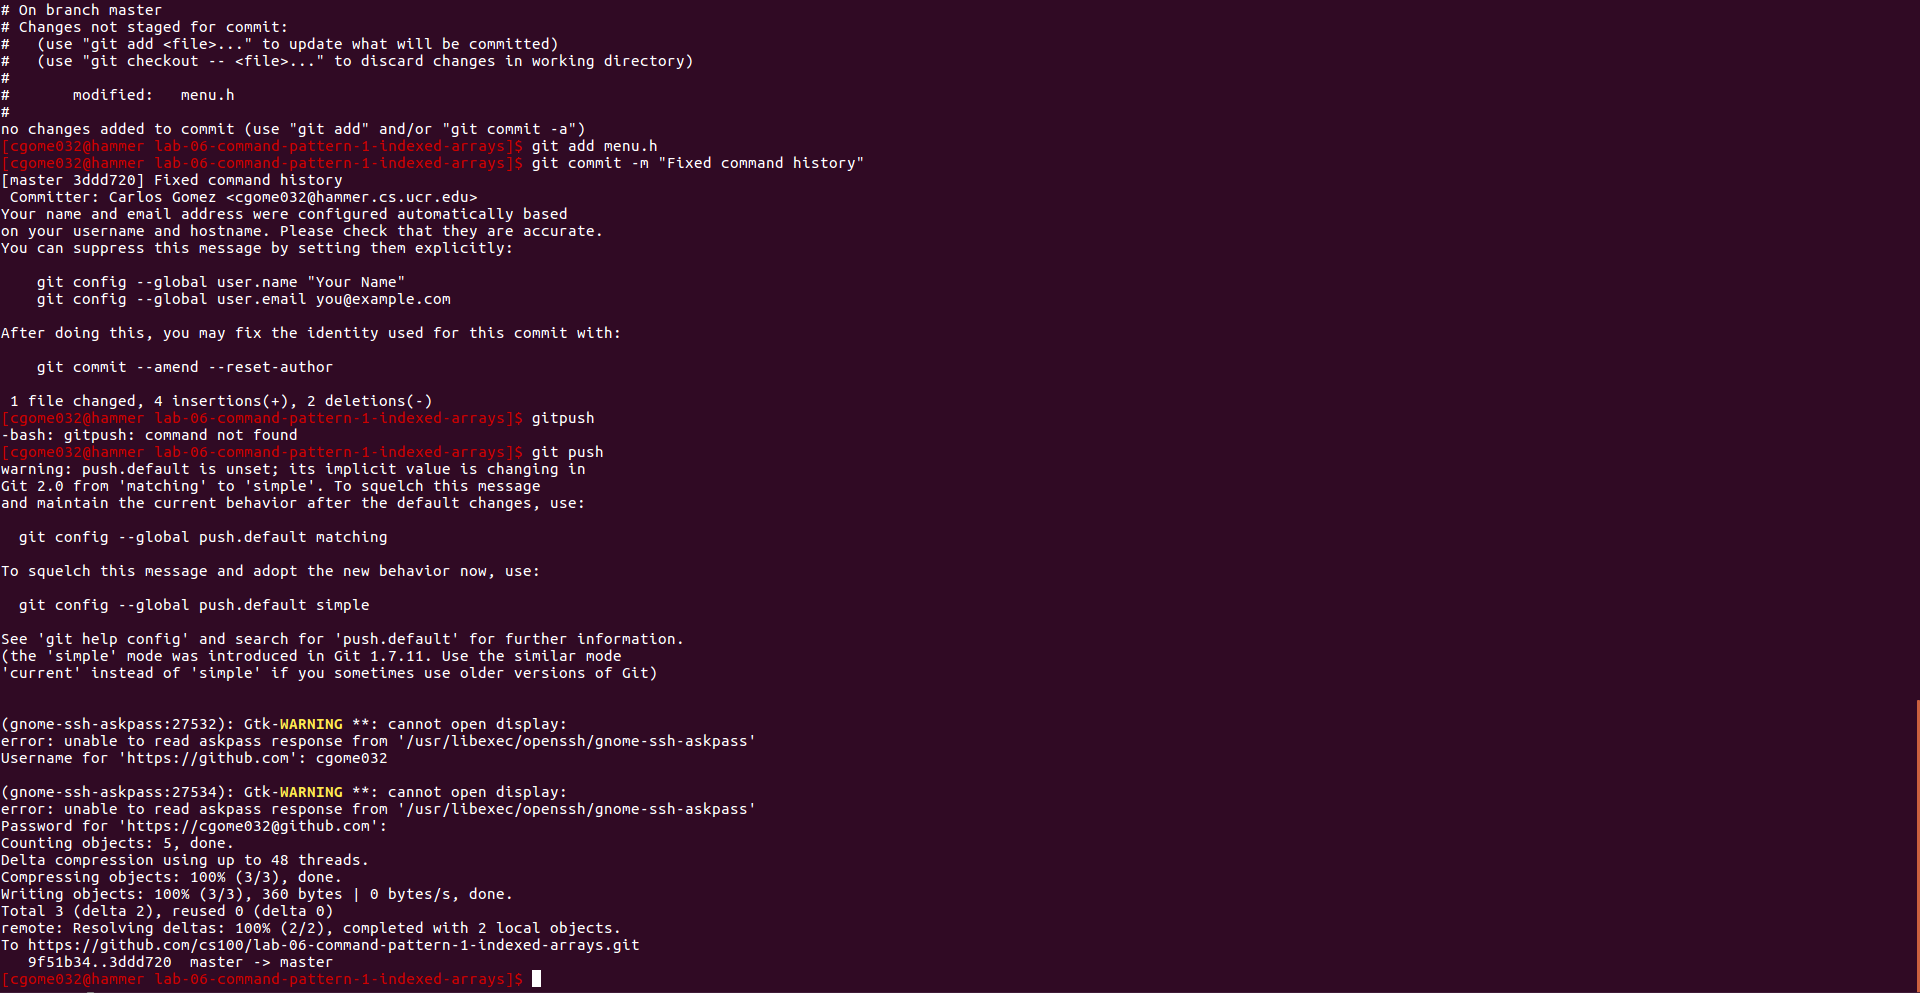 # On branch master
# Changes not staged for commit:
#   (use "git add <file>..." to update what will be committed)
#   (use "git checkout -- <file>..." to discard changes in working directory)
#
#       modified:   menu.h
#
no changes added to commit (use "git add" and/or "git commit -a")
[cgome032@hammer lab-06-command-pattern-1-indexed-arrays]$ git add menu.h
[cgome032@hammer lab-06-command-pattern-1-indexed-arrays]$ git commit -m "Fixed command history"
[master 3ddd720] Fixed command history
 Committer: Carlos Gomez <cgome032@hammer.cs.ucr.edu>
Your name and email address were configured automatically based
on your username and hostname. Please check that they are accurate.
You can suppress this message by setting them explicitly:

    git config --global user.name "Your Name"
    git config --global user.email you@example.com

After doing this, you may fix the identity used for this commit with:

    git commit --amend --reset-author

 1 file changed, 4 insertions(+), 2 deletions(-)
[cgome032@hammer lab-06-command-pattern-1-indexed-arrays]$ gitpush
-bash: gitpush: command not found
[cgome032@hammer lab-06-command-pattern-1-indexed-arrays]$ git push
warning: push.default is unset; its implicit value is changing in
Git 2.0 from 'matching' to 'simple'. To squelch this message
and maintain the current behavior after the default changes, use:

  git config --global push.default matching

To squelch this message and adopt the new behavior now, use:

  git config --global push.default simple

See 'git help config' and search for 'push.default' for further information.
(the 'simple' mode was introduced in Git 1.7.11. Use the similar mode
'current' instead of 'simple' if you sometimes use older versions of Git)


(gnome-ssh-askpass:27532): Gtk-WARNING **: cannot open display:
error: unable to read askpass response from '/usr/libexec/openssh/gnome-ssh-askpass'
Username for 'https://github.com': cgome032

(gnome-ssh-askpass:27534): Gtk-WARNING **: cannot open display:
error: unable to read askpass response from '/usr/libexec/openssh/gnome-ssh-askpass'
Password for 'https://cgome032@github.com':
Counting objects: 5, done.
Delta compression using up to 48 threads.
Compressing objects: 100% (3/3), done.
Writing objects: 100% (3/3), 360 bytes | 0 bytes/s, done.
Total 3 (delta 2), reused 0 (delta 0)
remote: Resolving deltas: 100% (2/2), completed with 2 local objects.
To https://github.com/cs100/lab-06-command-pattern-1-indexed-arrays.git
   9f51b34..3ddd720  master -> master
[cgome032@hammer lab-06-command-pattern-1-indexed-arrays]$